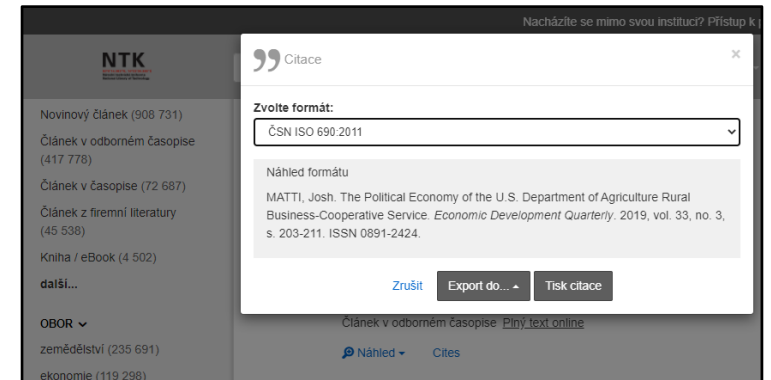 Nacházíte se mimo svou instituci? Přístup k
NTK
Citace
×
Zvolte formát:
ČSN ISO 690:2011
Náhled formátu
MATTI, Josh. The Political Economy of the U.S. Department of Agriculture Rural
Business-Cooperative Service. Economic Development Quarterly. 2019, vol. 33, no. 3,
s. 203-211. ISSN 0891-2424.
Zrušit
Export do...
Tisk citace
Novinový článek (908 731)
Článek v odborném časopise
(417 778)
Článek v časopise (72 687)
Článek z firemní literatury
(45 538)
Kniha / eBook (4 502)
další...
OBOR
zemědělství (235 691)
ekonomie (119 298)
Článek v odborném časopise Plný text online
Náhled
Cites